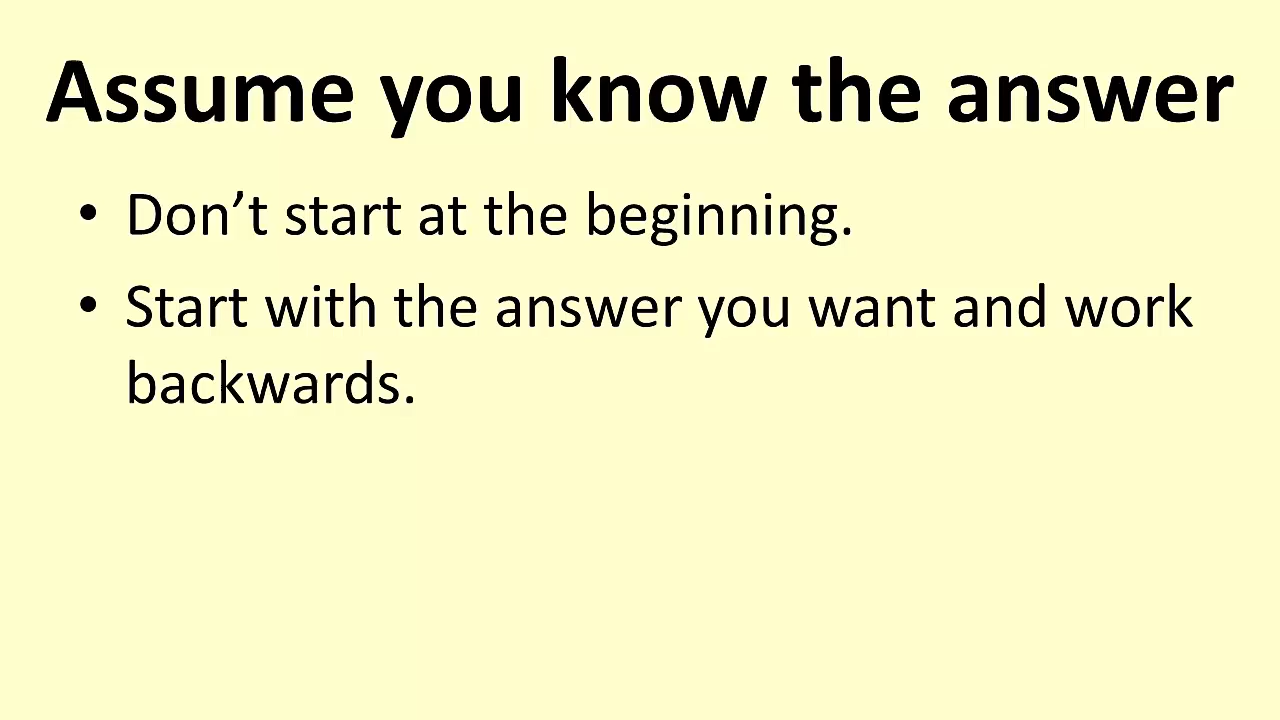 Assume you know the answer
• Don’t start at the beginning.
• Start with the answer you want and work
backwards.